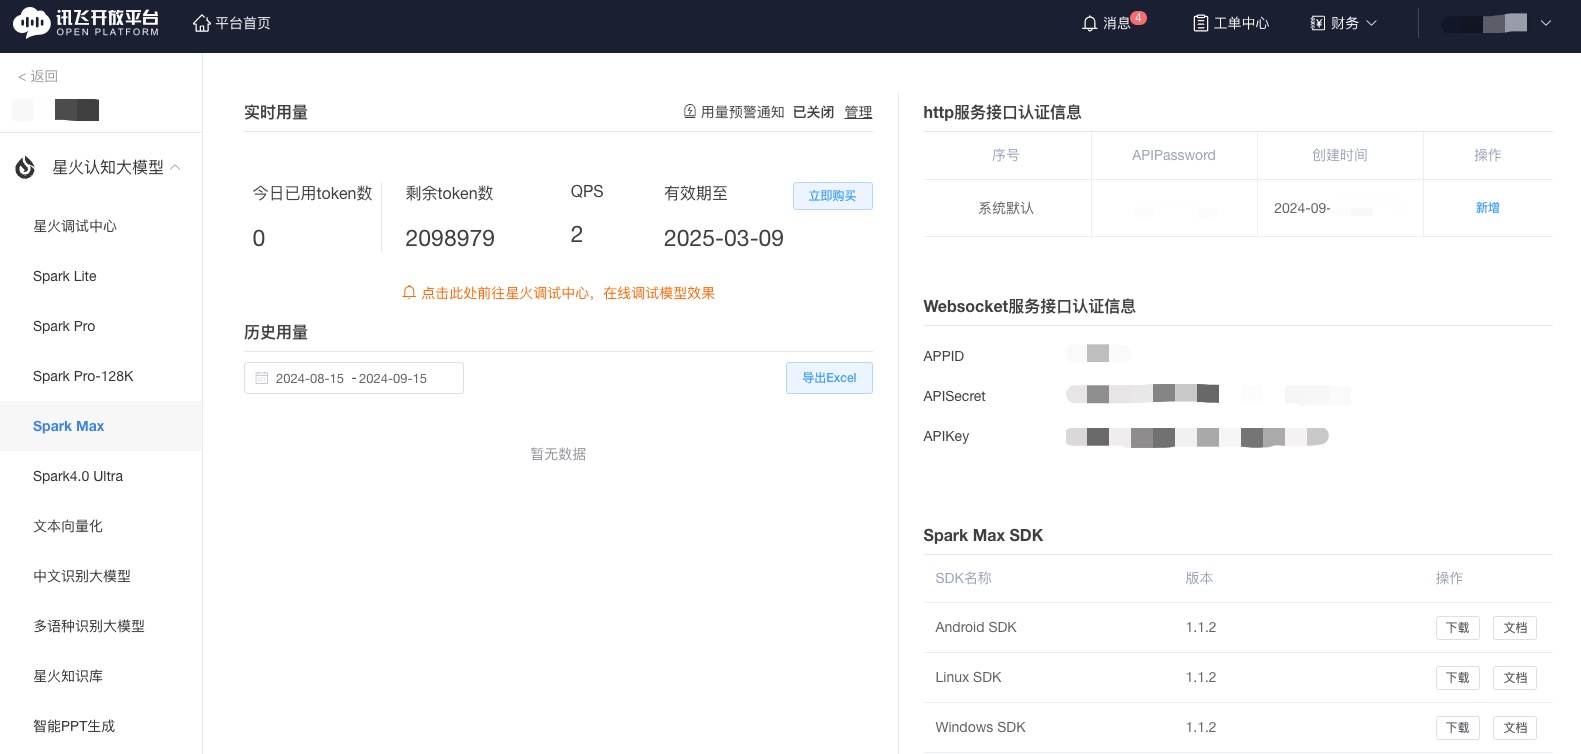 讯飞开放平台
OPEN PLATFORM
平台首页
消息 4
工单中心
财务
< 返回
星火认知大模型
星火调试中心
Spark Lite
Spark Pro
Spark Pro-128K
Spark Max
Spark4.0 Ultra
文本向量化
中文识别大模型
多语种识别大模型
星火知识库
智能PPT生成
实时用量
用量预警通知 已关闭 管理
今日已用token数 剩余token数 QPS 有效期至 立即购买
0 2098979 2 2025-03-09
点击此处前往星火调试中心，在线调试模型效果
历史用量
2024-08-15 - 2024-09-15 导出Excel
暂无数据
http服务接口认证信息
序号 APIPassword 创建时间 操作
系统默认 2024-09- 新增
Websocket服务接口认证信息
APPID
APISecret
APIKey
Spark Max SDK
SDK名称 版本 操作
Android SDK 1.1.2 下载 文档
Linux SDK 1.1.2 下载 文档
Windows SDK 1.1.2 下载 文档